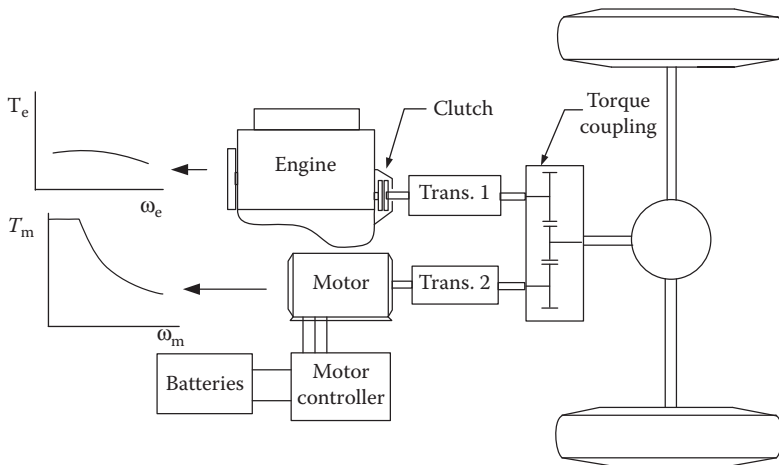 Tₑ
ωₑ
Engine
Clutch
Trans. 1
Torque
coupling
Tₘ
ωₘ
Motor
Trans. 2
Batteries
Motor
controller